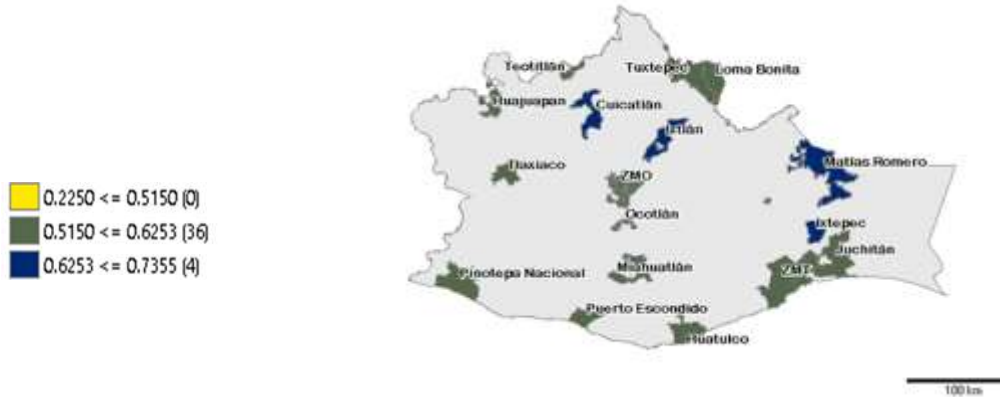 Teotitlán
Tuxtepec
Loma Bonita
Huajuapan
Cuicatlán
Ixtlán
Matías Romero
Tlaxiaco
ZMO
Ocotlán
Ixtepec
Juchitán
ZMT
Miahuatlán
Pinotepa Nacional
Puerto Escondido
Huatulco
0.2250 <= 0.5150 (0)
0.5150 <= 0.6253 (36)
0.6253 <= 0.7355 (4)
100 km